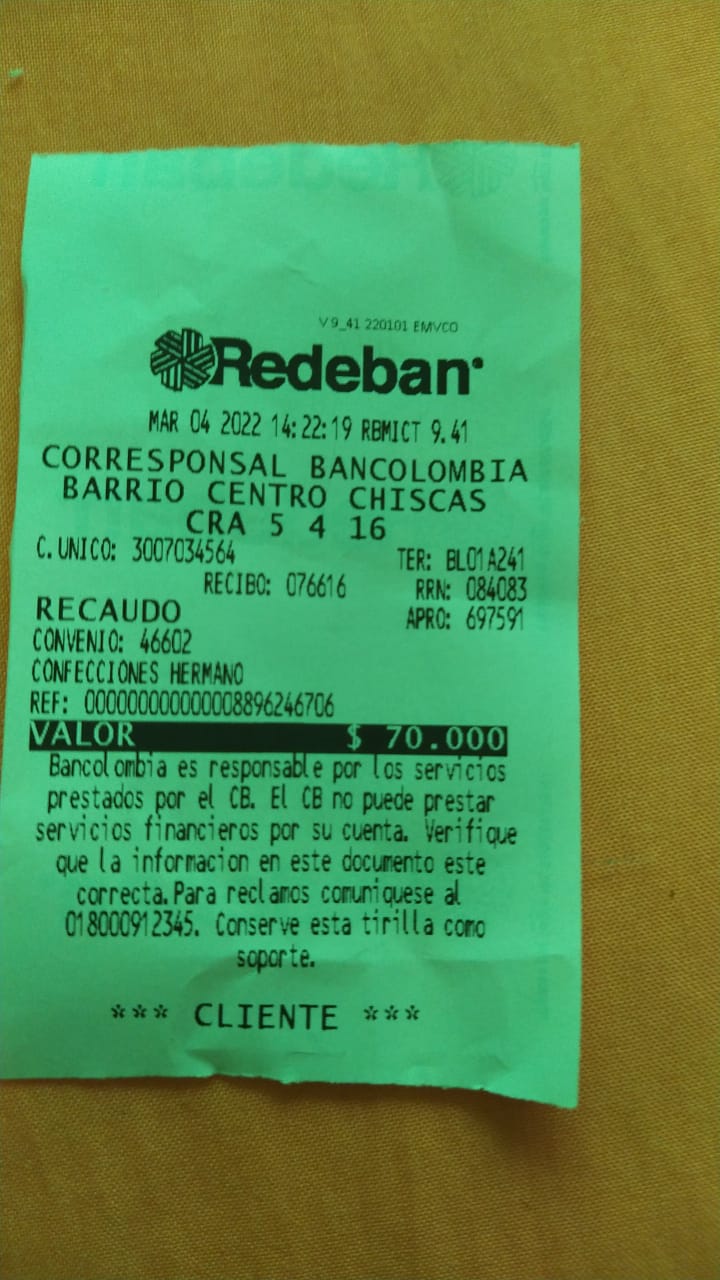 V 9_41 220101 EMVCO
Redeban
MAR 04 2022 14:22:19 RBMICT 9.41
CORRESPONSAL BANCOLOMBIA
BARRIO CENTRO CHISCAS
CRA 5 4 16
C.UNICO: 3007034564 TER: BL01A241
RECIBO: 076616 RRN: 084083
RECAUDO APRO: 697591
CONVENIO: 46602
CONFECCIONES HERMANO
REF: 000000000000008896246706
VALOR $ 70.000
Bancolombia es responsable por los servicios
prestados por el CB. El CB no puede prestar
servicios financieros por su cuenta. Verifique
que la informacion en este documento este
correcta.Para reclamos comuniquese al
018000912345. Conserve esta tirilla como
soporte.
*** CLIENTE ***